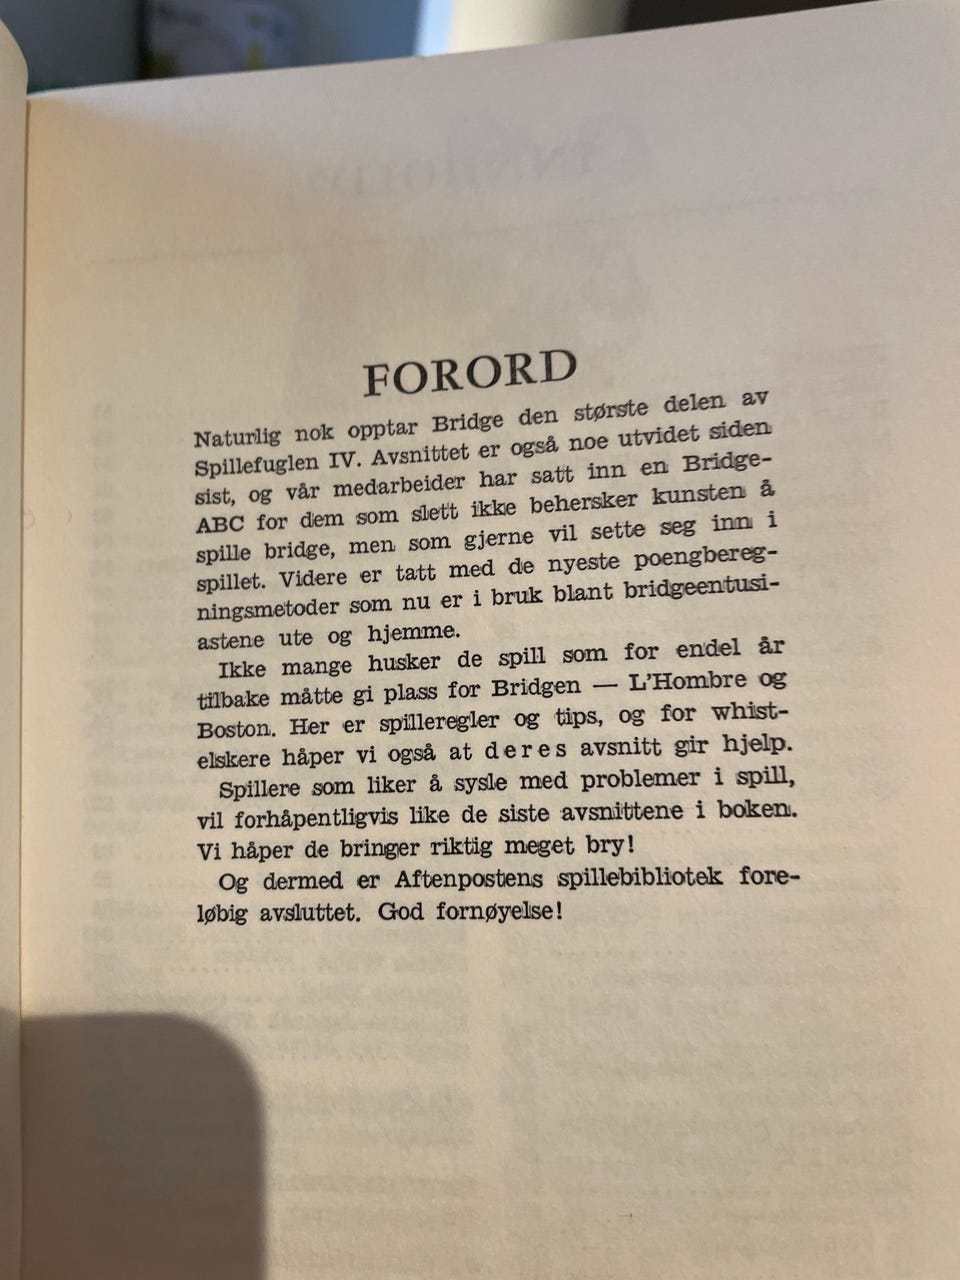 FORORD
Naturlig nok opptar Bridge den største delen av
Spillefuglen IV. Avsnittet er også noe utvidet siden
sist, og vår medarbeider har satt inn en Bridge-
ABC for dem som slett ikke behersker kunsten å
spille bridge, men som gjerne vil sette seg inn i
spillet. Videre er tatt med de nyeste poengbereg-
ningsmetoder som nu er i bruk blant bridgeentusi-
astene ute og hjemme.
Ikke mange husker de spill som for endel år
tilbake måtte gi plass for Bridgen — L'Hombre og
Boston. Her er spilleregler og tips, og for whist-
elskere håper vi også at deres avsnitt gir hjelp.
Spillere som liker å sysle med problemer i spill,
vil forhåpentligvis like de siste avsnittene i boken.
Vi håper de bringer riktig meget bry!
Og dermed er Aftenpostens spillebibliotek fore-
løbig avsluttet. God fornøyelse!